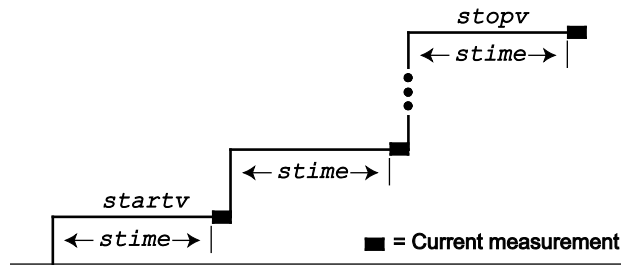 stopv
stime
stime
startv
stime
= Current measurement